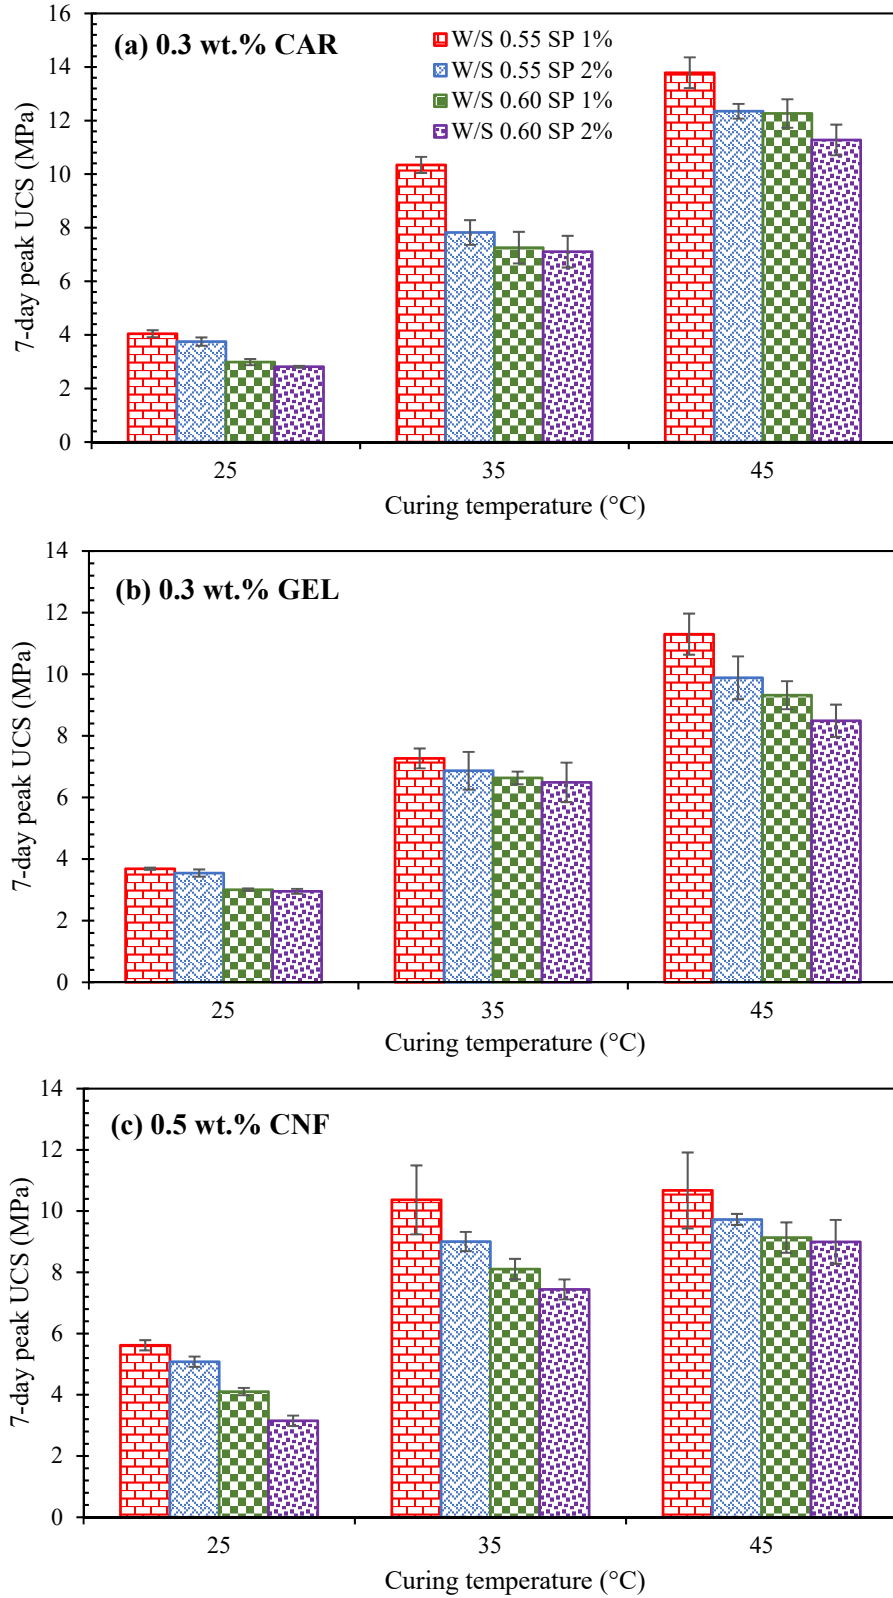 (a) 0.3 wt.% CAR
W/S 0.55 SP 1%
W/S 0.55 SP 2%
W/S 0.60 SP 1%
W/S 0.60 SP 2%
7-day peak UCS (MPa)
16
14
12
10
8
6
4
2
0
25 35 45
Curing temperature (°C)
(b) 0.3 wt.% GEL
7-day peak UCS (MPa)
14
12
10
8
6
4
2
0
25 35 45
Curing temperature (°C)
(c) 0.5 wt.% CNF
7-day peak UCS (MPa)
14
12
10
8
6
4
2
0
25 35 45
Curing temperature (°C)